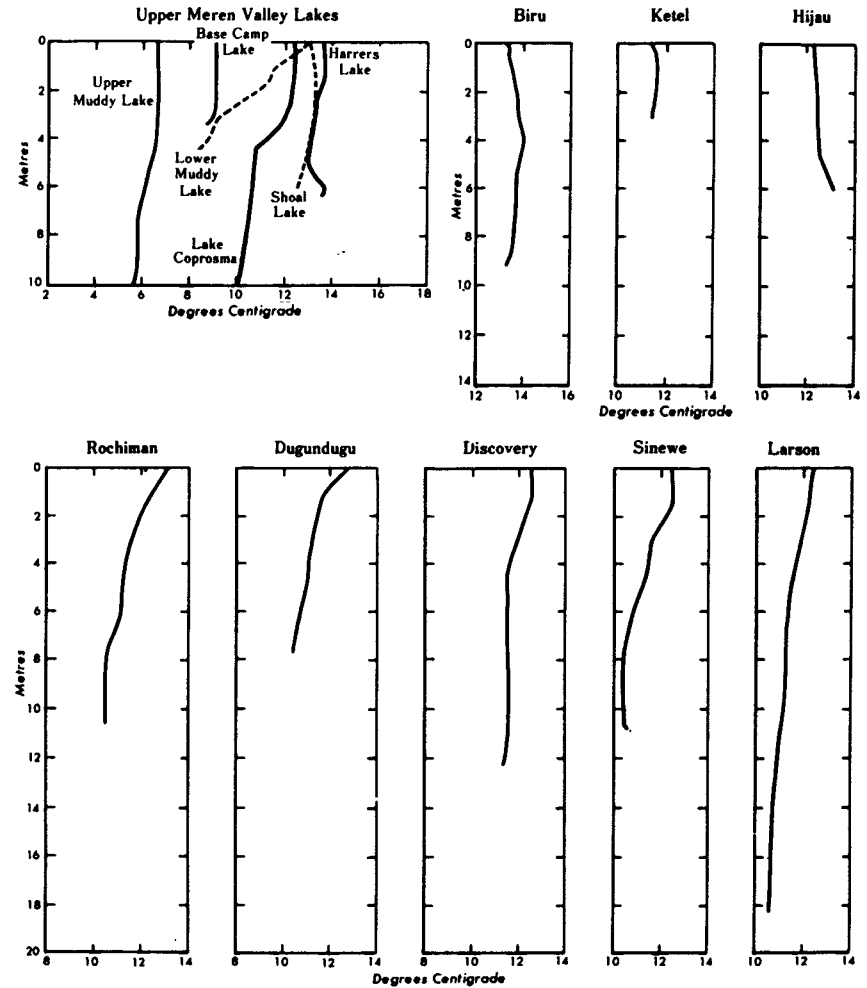 Upper Meren Valley Lakes
Base Camp
Lake
Harrers
Lake
Upper
Muddy Lake
Lower
Muddy
Lake
Shoal
Lake
Lake
Coprosma
Metres
0
2
4
6
8
10
2 4 6 8 10 12 14 16 18
Degrees Centigrade
Biru Ketel Hijau
Metres
0
2
4
6
8
10
12
14
12 14 16
10 12 14
10 12 14
Degrees Centigrade
Rochiman Dugundugu Discovery Sinewe Larson
Metres
0
2
4
6
8
10
12
14
16
18
20
8 10 12 14
8 10 12 14
8 10 12 14
10 12 14
10 12 14
Degrees Centigrade